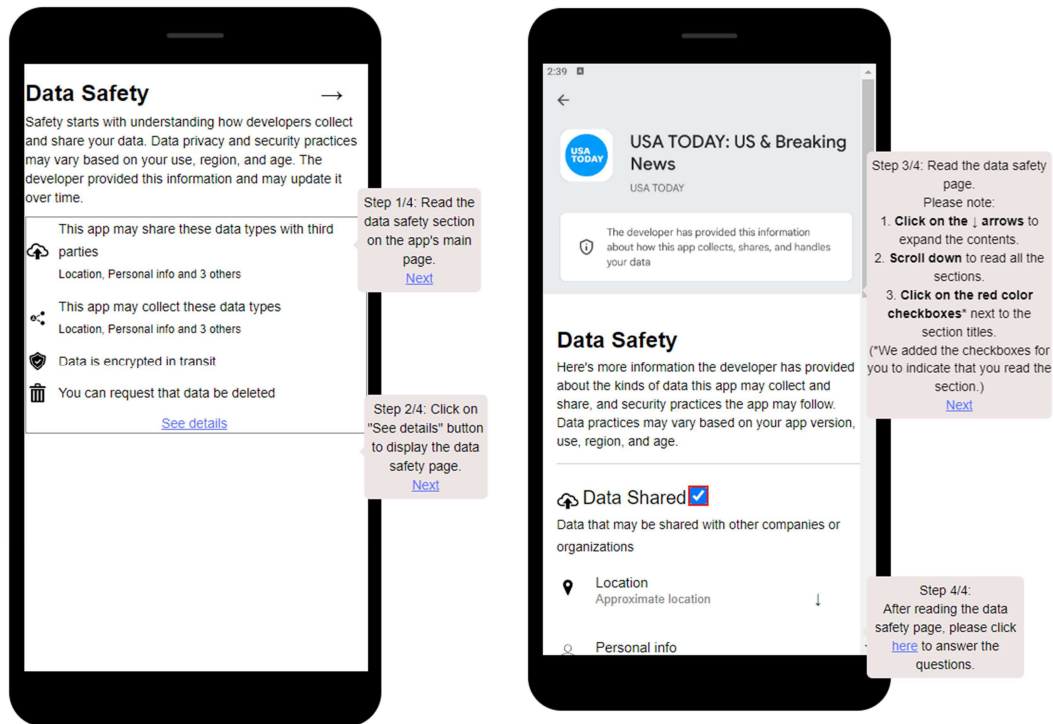 Data Safety →
Safety starts with understanding how developers collect
and share your data. Data privacy and security practices
may vary based on your use, region, and age. The
developer provided this information and may update it
over time.
This app may share these data types with third
parties
Location, Personal info and 3 others
This app may collect these data types
Location, Personal info and 3 others
Data is encrypted in transit
You can request that data be deleted
See details
Step 1/4: Read the
data safety section
on the app's main
page.
Next
Step 2/4: Click on
"See details" button
to display the data
safety page.
Next
2:39
←
USA
TODAY
USA TODAY: US & Breaking
News
USA TODAY
The developer has provided this information
about how this app collects, shares, and handles
your data
Data Safety
Here's more information the developer has provided
about the kinds of data this app may collect and
share, and security practices the app may follow.
Data practices may vary based on your app version,
use, region, and age.
Data Shared
Data that may be shared with other companies or
organizations
Location
Approximate location ↓
Personal info
Step 3/4: Read the data safety
page.
Please note:
1. Click on the ↓ arrows to
expand the contents.
2. Scroll down to read all the
sections.
3. Click on the red color
checkboxes* next to the
section titles.
(*We added the checkboxes for
you to indicate that you read the
section.)
Next
Step 4/4:
After reading the data
safety page, please click
here to answer the
questions.